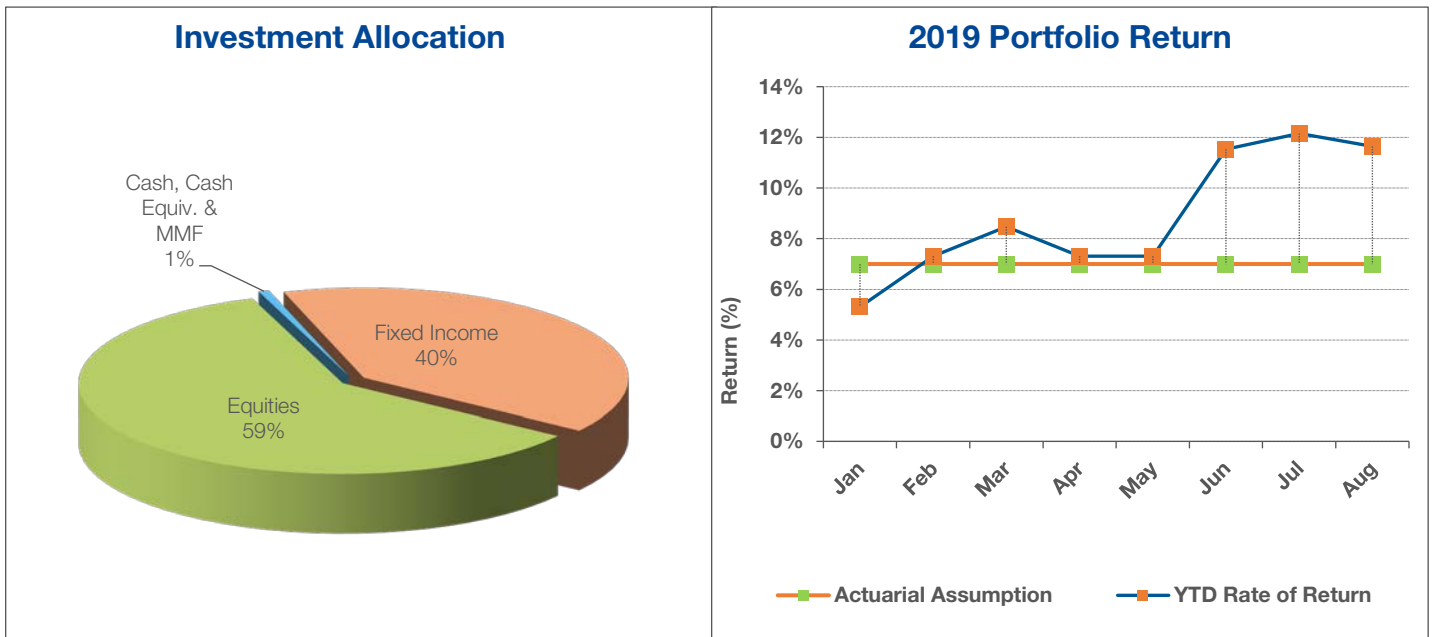 Investment Allocation
Cash, Cash
Equiv. &
MMF
1%
Fixed Income
40%
Equities
59%
2019 Portfolio Return
14%
12%
10%
8%
6%
4%
2%
0%
Return (%)
Jan
Feb
Mar
Apr
May
Jun
Jul
Aug
Actuarial Assumption
YTD Rate of Return